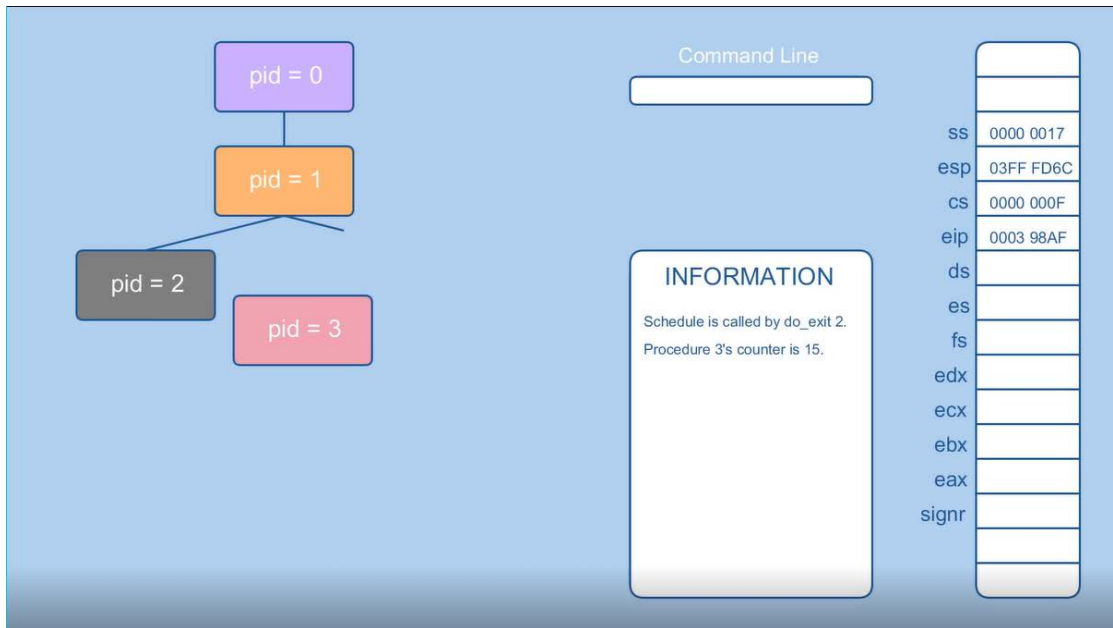 pid = 0
pid = 1
pid = 2
pid = 3
Command Line
INFORMATION
Schedule is called by do_exit 2.
Procedure 3's counter is 15.
ss 0000 0017
esp 03FF FD6C
cs 0000 000F
eip 0003 98AF
ds
es
fs
edx
ecx
ebx
eax
signr